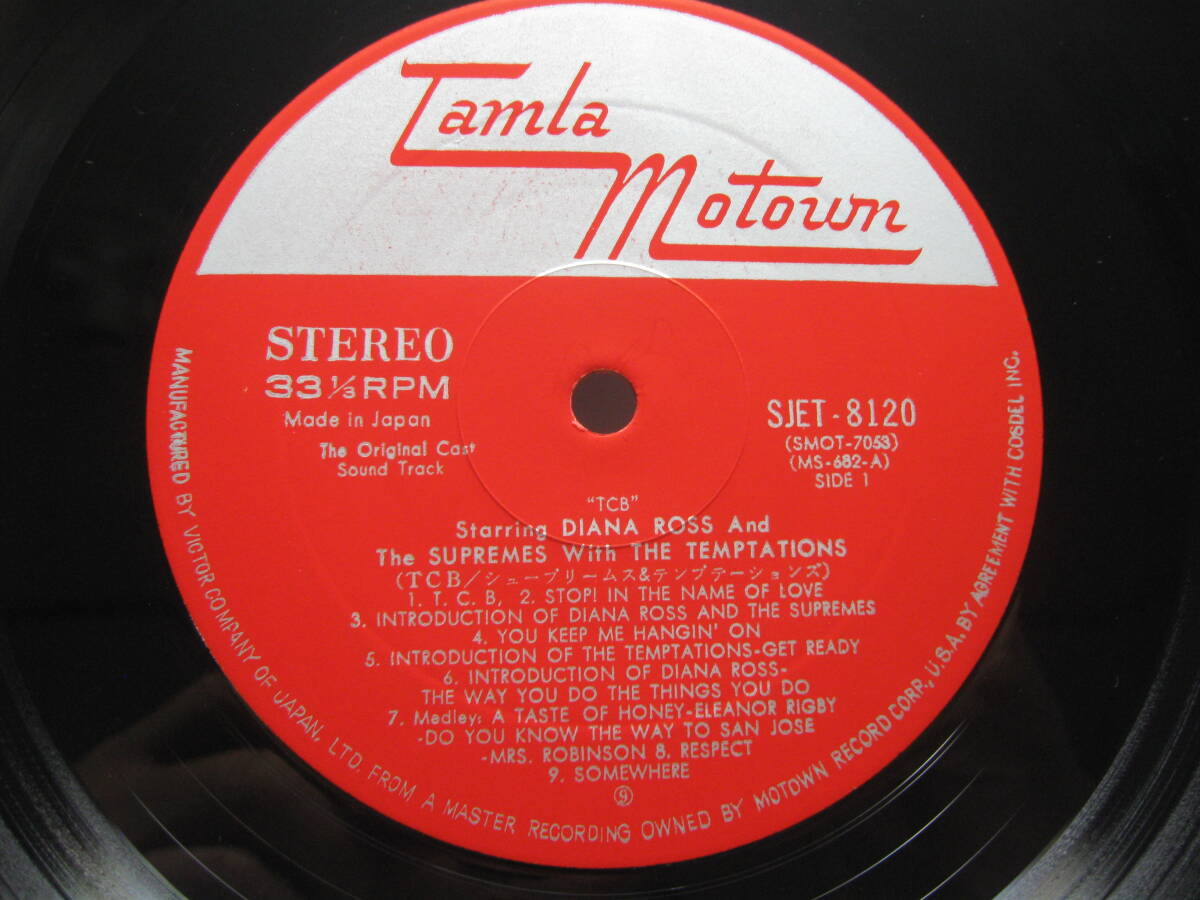 Tamla
Motown
STEREO
33 1/3 RPM
Made in Japan
The Original Cast
Sound Track
SJET-8120
(SMOT-7053)
(MS-682-A)
SIDE 1
"TCB"
Starring DIANA ROSS And
The SUPREMES With THE TEMPTATIONS
(TCB/シュープリームス&テンプテーションズ)
1. T. C. B, 2. STOP! IN THE NAME OF LOVE
3. INTRODUCTION OF DIANA ROSS AND THE SUPREMES
4. YOU KEEP ME HANGIN' ON
5. INTRODUCTION OF THE TEMPTATIONS-GET READY
6. INTRODUCTION OF DIANA ROSS-
THE WAY YOU DO THE THINGS YOU DO
7. Medley: A TASTE OF HONEY-ELEANOR RIGBY
-DO YOU KNOW THE WAY TO SAN JOSE
-MRS. ROBINSON 8. RESPECT
9. SOMEWHERE
⑨
MANUFACTURED BY VICTOR COMPANY OF JAPAN, LTD. FROM A MASTER RECORDING OWNED BY MOTOWN RECORD CORP., U.S.A. BY AGREEMENT WITH COSDEL INC.